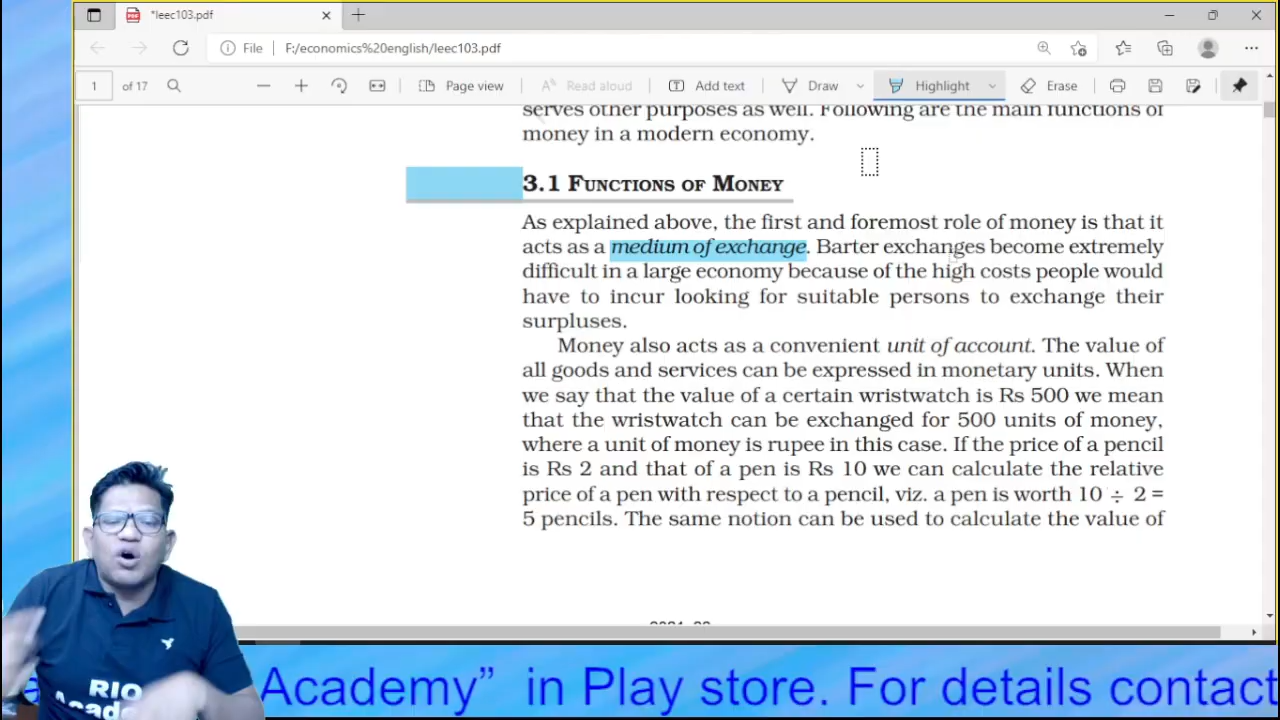 *leec103.pdf
File F:/economics%20english/leec103.pdf
1 of 17 Page view Read aloud Add text Draw Highlight Erase
serves other purposes as well. Following are the main functions of
money in a modern economy.
3.1 FUNCTIONS OF MONEY
As explained above, the first and foremost role of money is that it
acts as a medium of exchange. Barter exchanges become extremely
difficult in a large economy because of the high costs people would
have to incur looking for suitable persons to exchange their
surpluses.
Money also acts as a convenient unit of account. The value of
all goods and services can be expressed in monetary units. When
we say that the value of a certain wristwatch is Rs 500 we mean
that the wristwatch can be exchanged for 500 units of money,
where a unit of money is rupee in this case. If the price of a pencil
is Rs 2 and that of a pen is Rs 10 we can calculate the relative
price of a pen with respect to a pencil, viz. a pen is worth 10 ÷ 2 =
5 pencils. The same notion can be used to calculate the value of
RIO
Academy” in Play store. For details contact